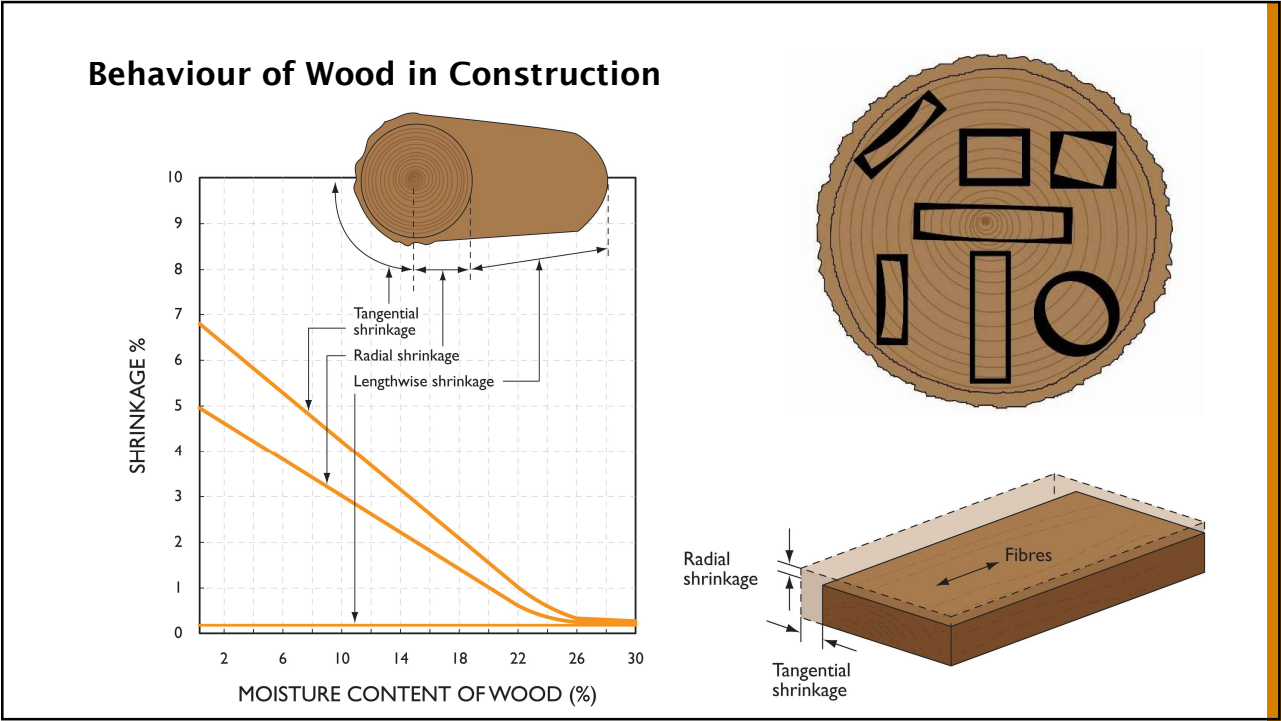 Behaviour of Wood in Construction
10
9
8
7
6
5
4
3
2
1
0
SHRINKAGE %
Tangential
shrinkage
Radial shrinkage
Lengthwise shrinkage
2 6 10 14 18 22 26 30
MOISTURE CONTENT OF WOOD (%)
Radial
shrinkage
Fibres
Tangential
shrinkage